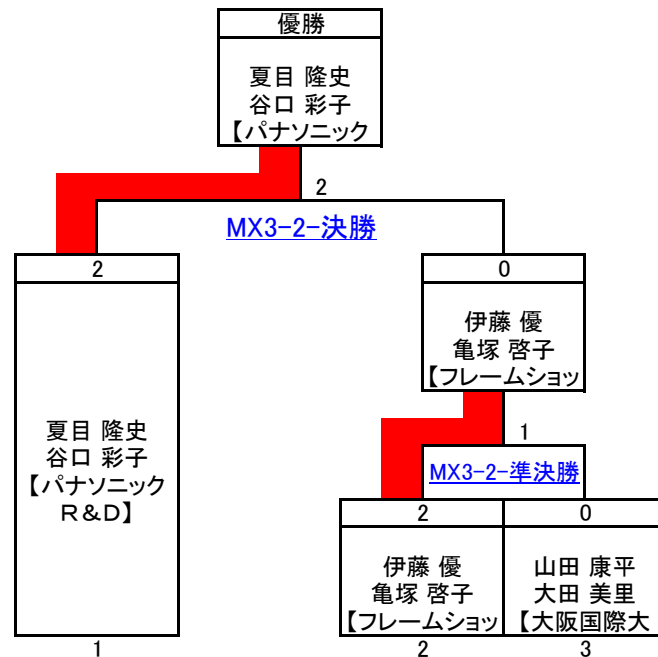 優勝
夏目 隆史
谷口 彩子
【パナソニック
2
MX3-2-決勝
2
0
伊藤 優
亀塚 啓子
【フレームショッ
夏目 隆史
谷口 彩子
【パナソニック
R&D】
1
MX3-2-準決勝
2
0
伊藤 優
亀塚 啓子
【フレームショッ
山田 康平
大田 美里
【大阪国際大
1
2
3